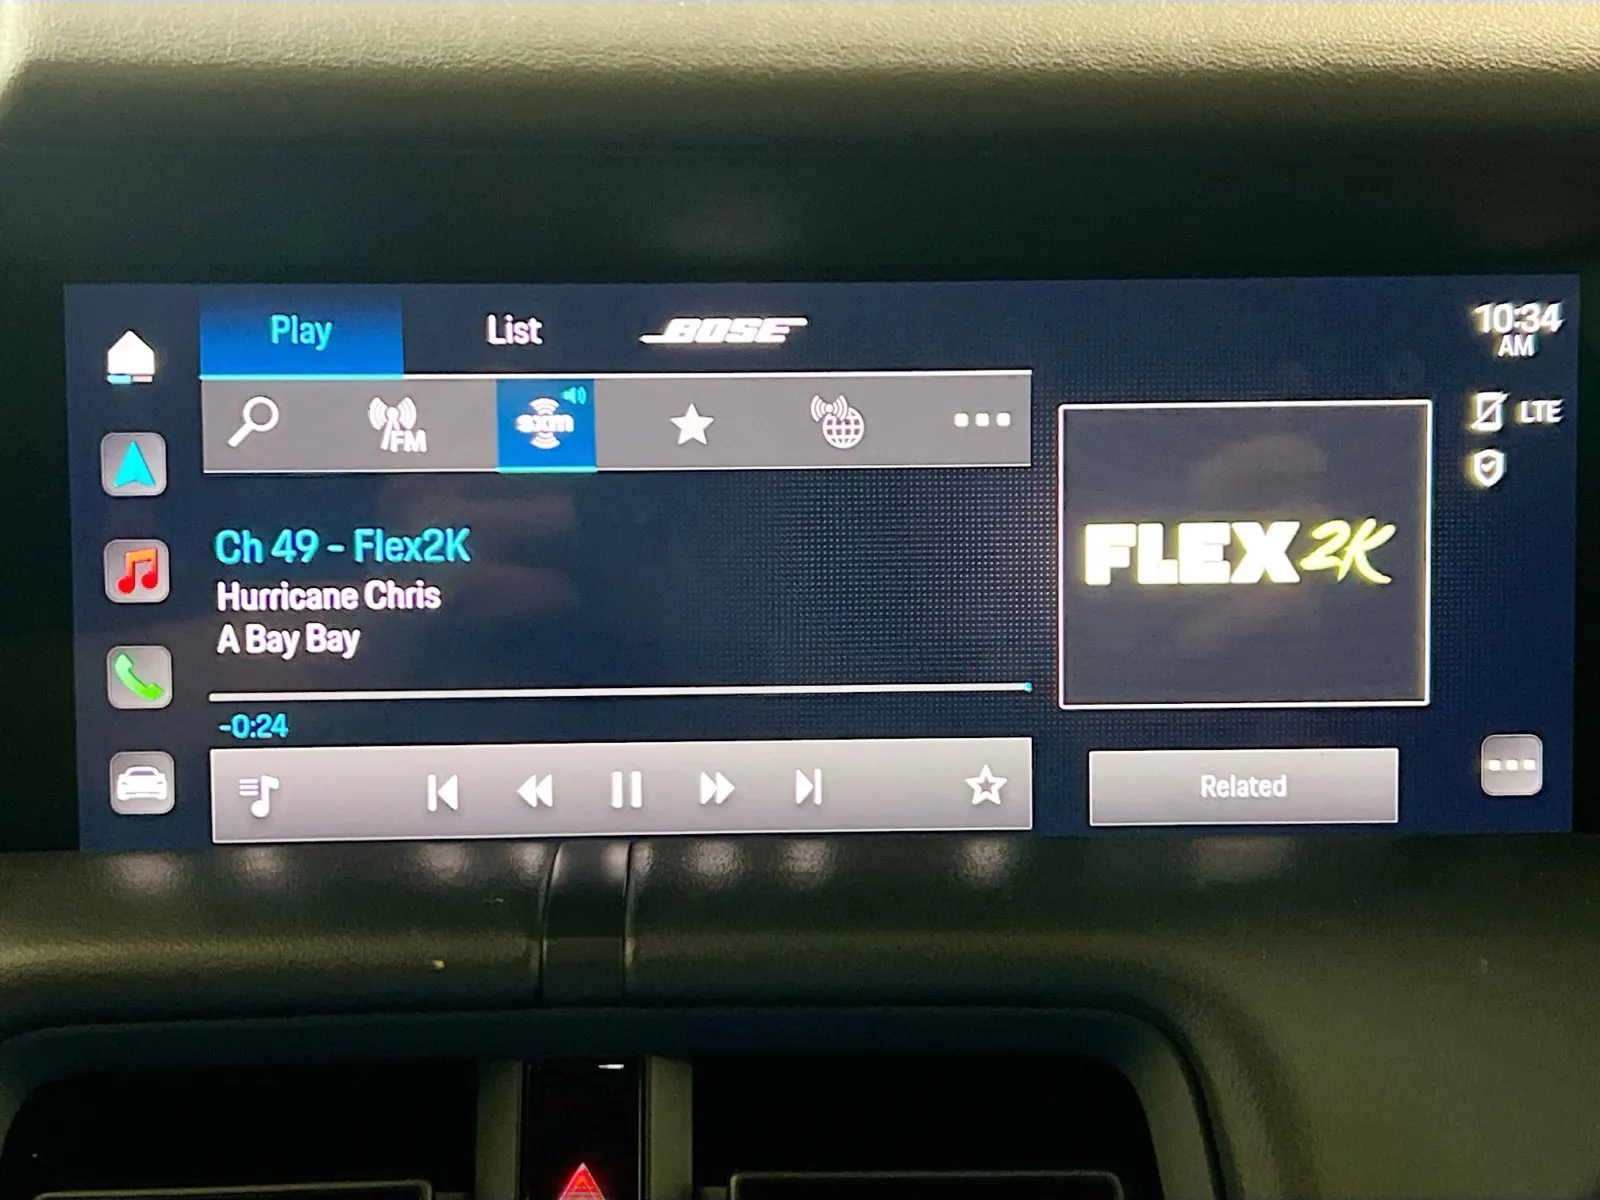 Play
List
BOSE
10:34
AM
FM
sxm
LTE
Ch 49 - Flex2K
Hurricane Chris
A Bay Bay
FLEX2K
-0:24
Related